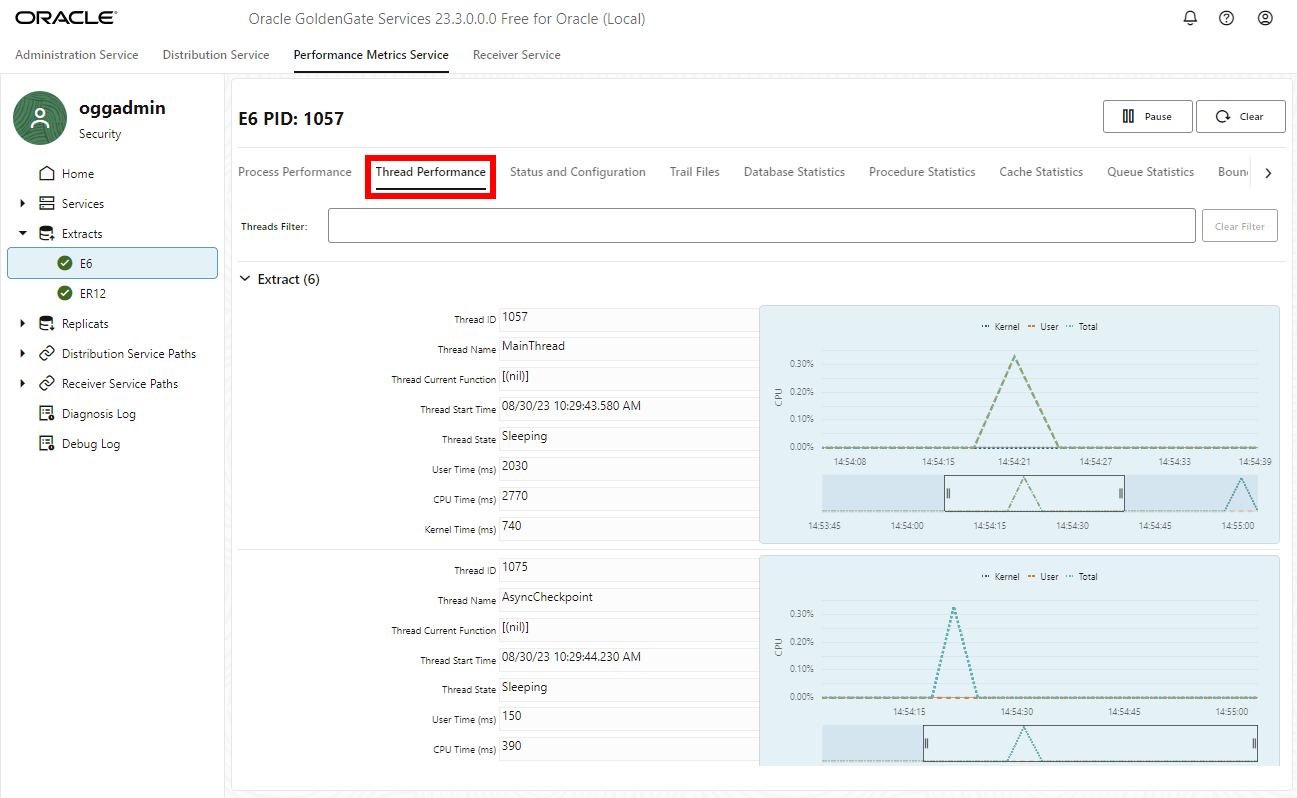 ORACLE
Oracle GoldenGate Services 23.3.0.0.0 Free for Oracle (Local)
Administration Service
Distribution Service
Performance Metrics Service
Receiver Service
oggadmin
Security
Home
Services
Extracts
E6
ER12
Replicats
Distribution Service Paths
Receiver Service Paths
Diagnosis Log
Debug Log
E6 PID: 1057
Pause
Clear
Process Performance
Thread Performance
Status and Configuration
Trail Files
Database Statistics
Procedure Statistics
Cache Statistics
Queue Statistics
Boun
Threads Filter:
Clear Filter
Extract (6)
Thread ID 1057
Thread Name MainThread
Thread Current Function [(nil)]
Thread Start Time 08/30/23 10:29:43.580 AM
Thread State Sleeping
User Time (ms) 2030
CPU Time (ms) 2770
Kernel Time (ms) 740
Kernel User Total
CPU
0.30%
0.20%
0.10%
0.00%
14:54:08 14:54:15 14:54:21 14:54:27 14:54:33 14:54:39
14:53:45 14:54:00 14:54:15 14:54:30 14:54:45 14:55:00
Thread ID 1075
Thread Name AsyncCheckpoint
Thread Current Function [(nil)]
Thread Start Time 08/30/23 10:29:44.230 AM
Thread State Sleeping
User Time (ms) 150
CPU Time (ms) 390
Kernel User Total
CPU
0.30%
0.20%
0.10%
0.00%
14:54:15 14:54:30 14:54:45 14:55:00